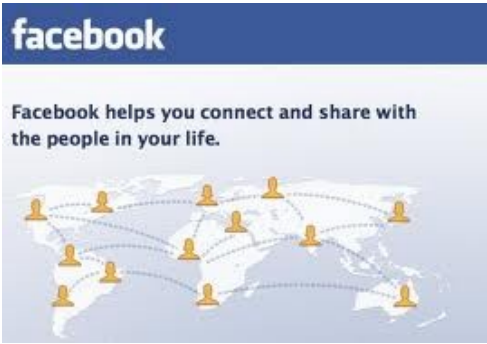 facebook
Facebook helps you connect and share with
the people in your life.